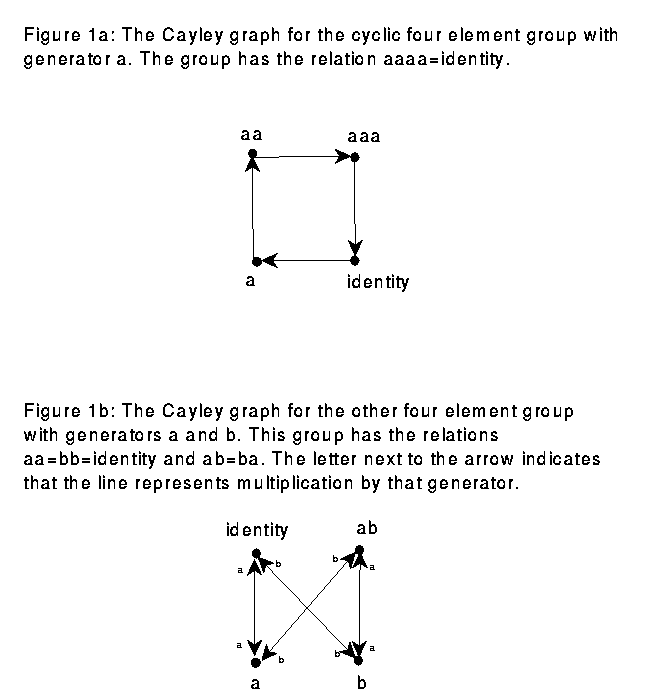 Figure 1a: The Cayley graph for the cyclic four element group with
generator a. The group has the relation aaaa=identity.
aa
aaa
a
identity
Figure 1b: The Cayley graph for the other four element group
with generators a and b. This group has the relations
aa=bb=identity and ab=ba. The letter next to the arrow indicates
that the line represents multiplication by that generator.
identity
ab
a
b
b
a
a
b
b
a
a
b